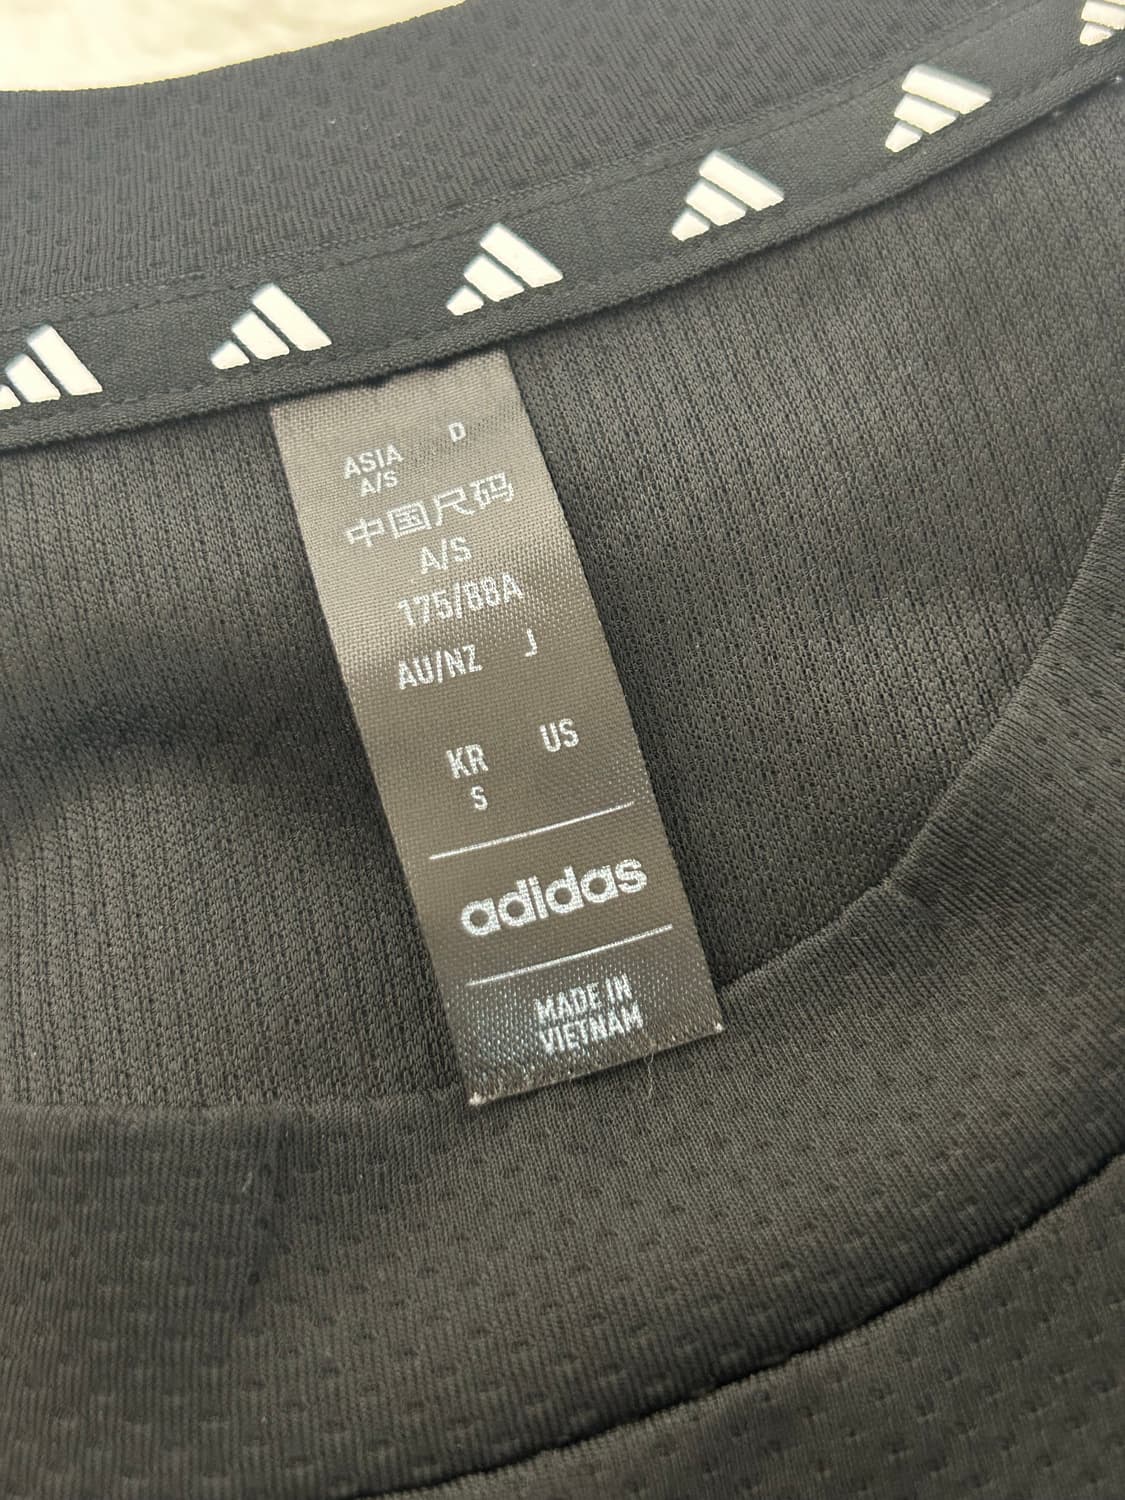 ASIA D
A/S
中国尺码
A/S
175/88A
AU/NZ J
KR US
S
adidas
MADE IN
VIETNAM